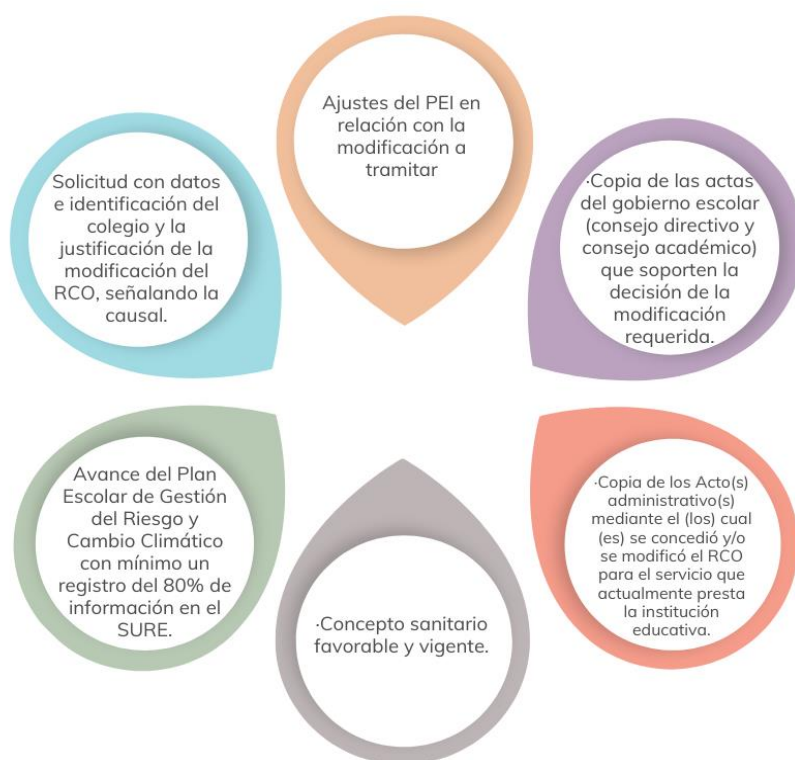 Ajustes del PEI en
relación con la
modificación a
tramitar
Solicitud con datos
e identificación del
colegio y la
justificación de la
modificación del
RCO, señalando la
causal.
·Copia de las actas
del gobierno escolar
(consejo directivo y
consejo académico)
que soporten la
decisión de la
modificación
requerida.
Avance del Plan
Escolar de Gestión
del Riesgo y
Cambio Climático
con mínimo un
registro del 80% de
información en el
SURE.
·Concepto sanitario
favorable y vigente.
·Copia de los Acto(s)
administrativo(s)
mediante el (los) cual
(es) se concedió y/o
se modificó el RCO
para el servicio que
actualmente presta
la institución
educativa.